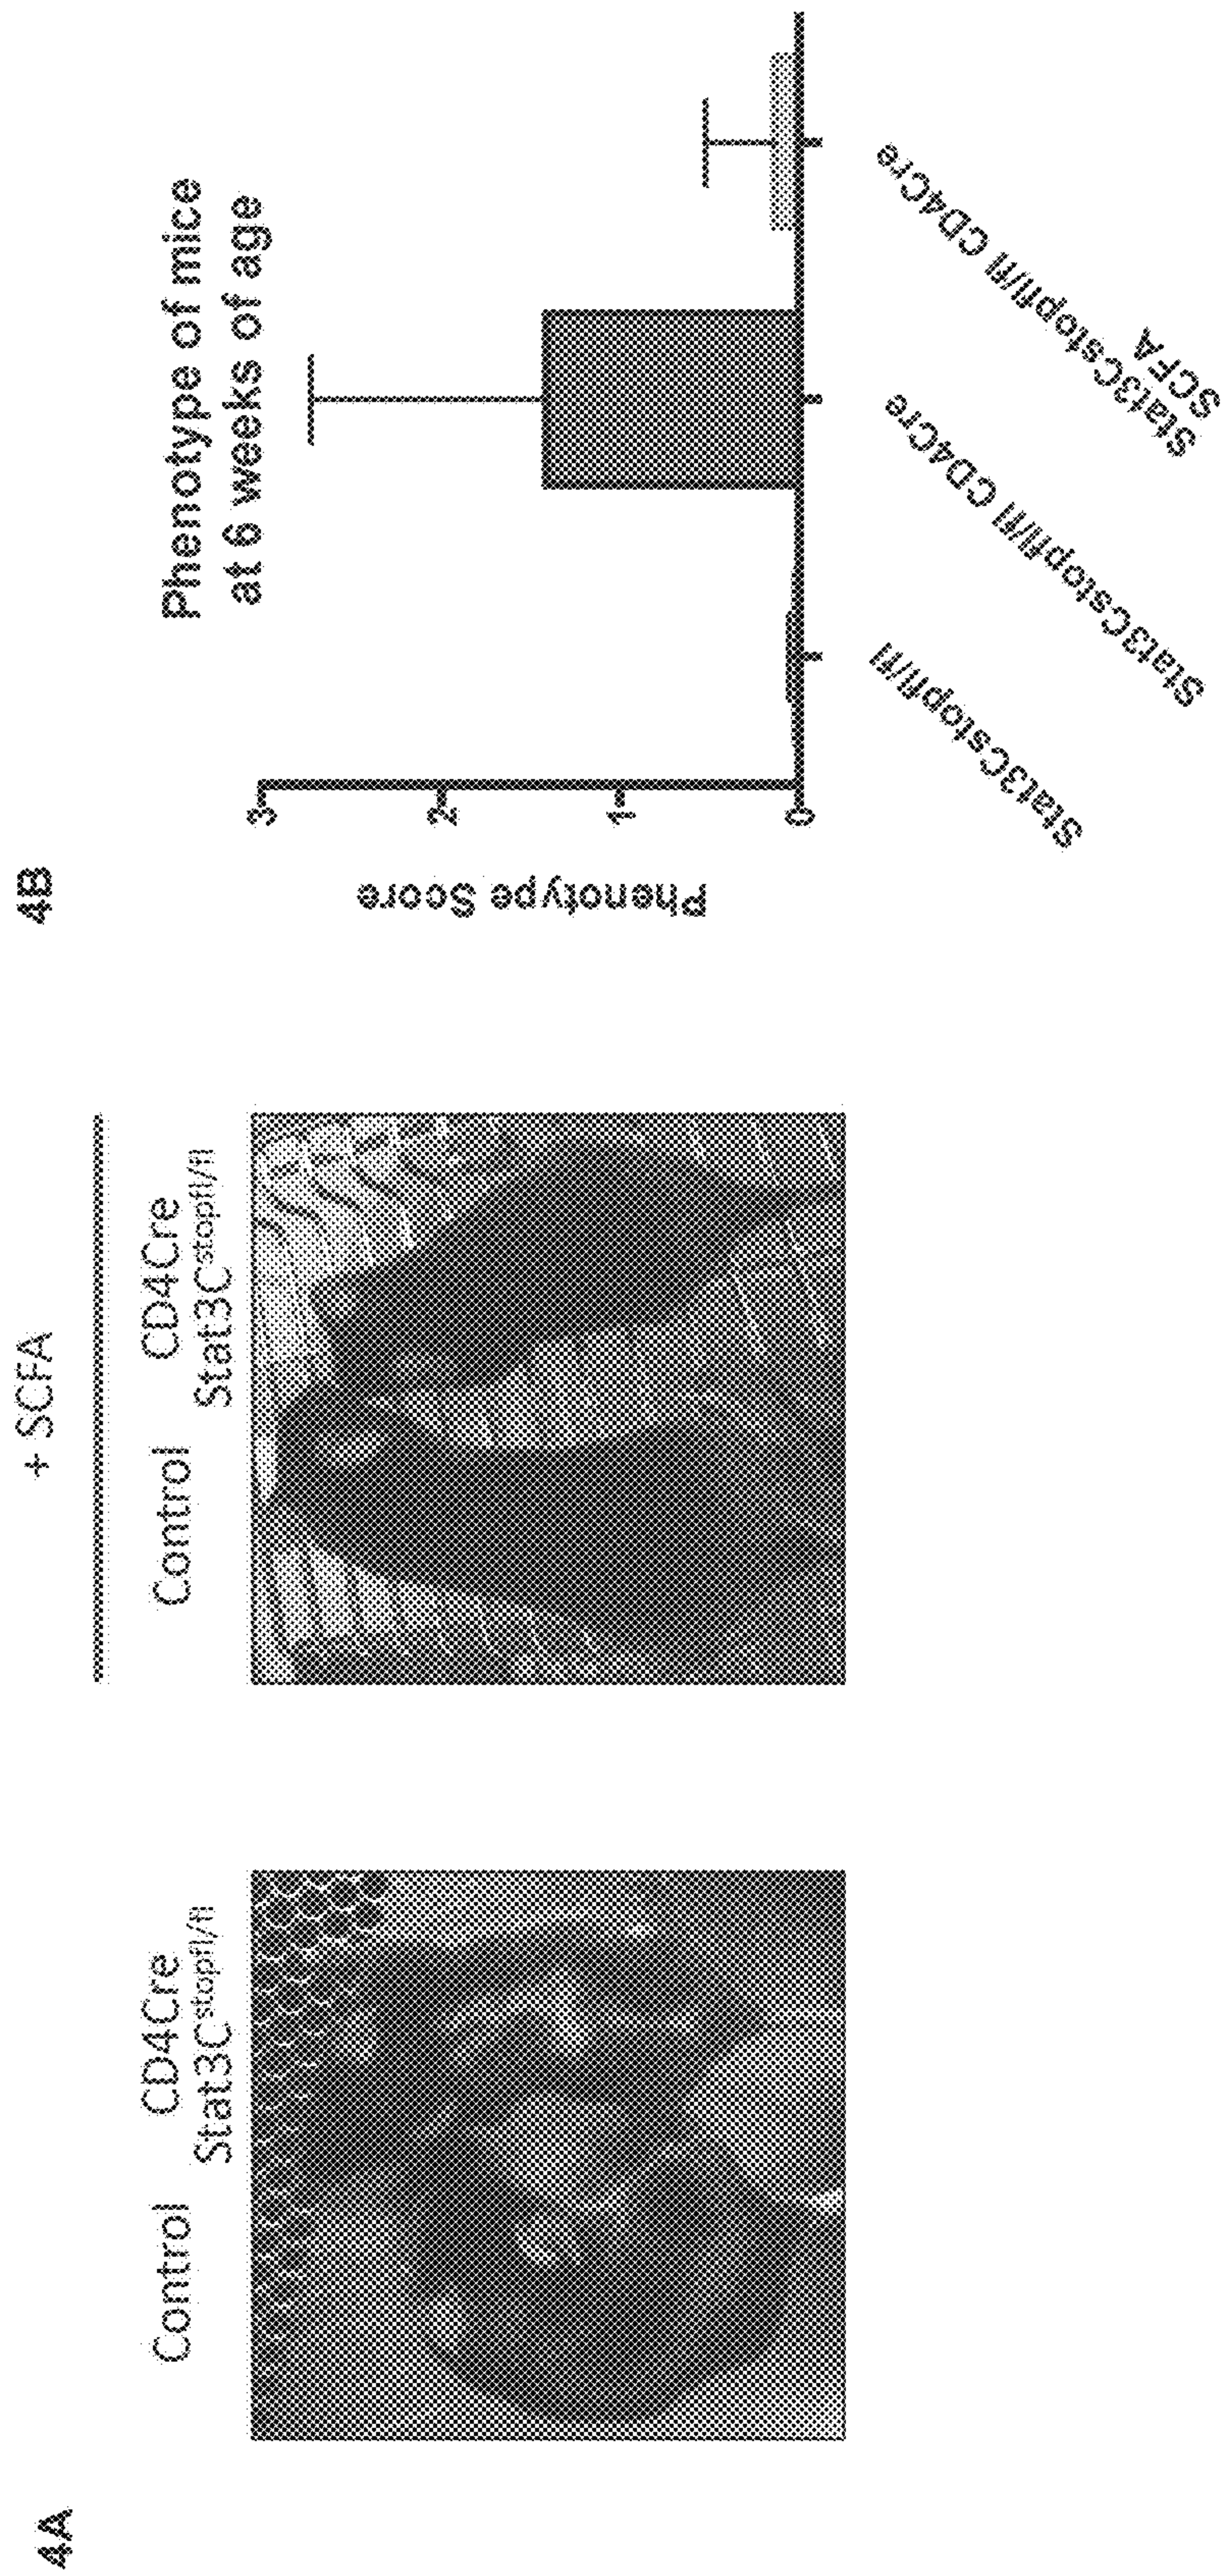 4A
Control
CD4Cre
Stat3Cstopfl/fl
+ SCFA
Control
CD4Cre
Stat3Cstopfl/fl
4B
Phenotype of mice
at 6 weeks of age
Phenotype Score
3
2
1
0
Stat3Cstopfl/fl
Stat3Cstopfl/fl CD4Cre
Stat3Cstopfl/fl CD4Cre
SCFA